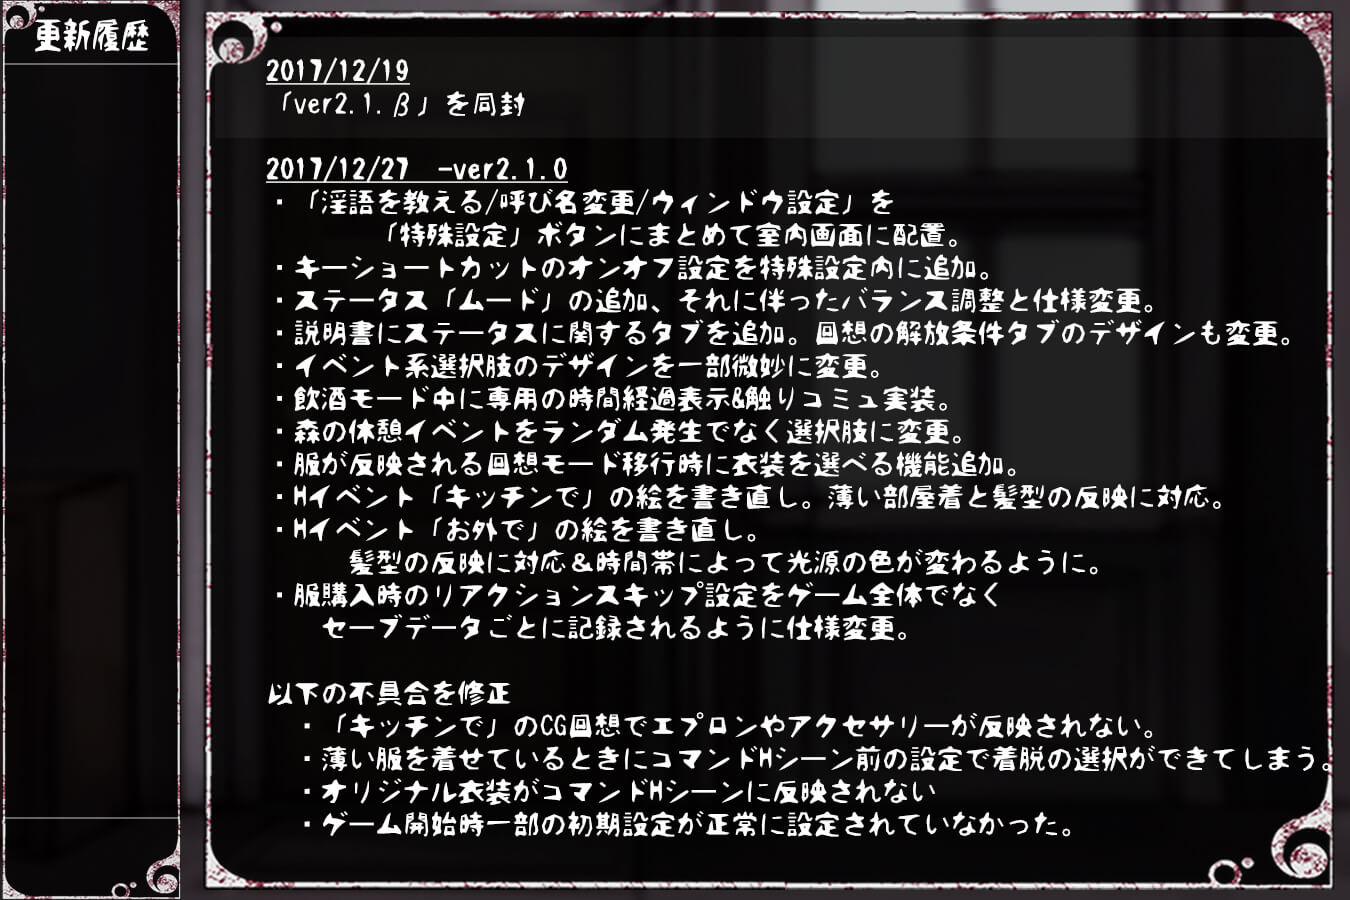 更新履歴
2017/12/19
「ver2.1.β」を同封
2017/12/27 -ver2.1.0
・「淫語を教える/呼び名変更/ウィンドウ設定」を
「特殊設定」ボタンにまとめて室内画面に配置。
・キーショートカットのオンオフ設定を特殊設定内に追加。
・ステータス「ムード」の追加、それに伴ったバランス調整と仕様変更。
・説明書にステータスに関するタブを追加。回想の解放条件タブのデザインも変更。
・イベント系選択肢のデザインを一部微妙に変更。
・飲酒モード中に専用の時間経過表示&触りコミュ実装。
・森の休憩イベントをランダム発生でなく選択肢に変更。
・服が反映される回想モード移行時に衣装を選べる機能追加。
・Hイベント「キッチンで」の絵を書き直し。薄い部屋着と髪型の反映に対応。
・Hイベント「お外で」の絵を書き直し。
髪型の反映に対応＆時間帯によって光源の色が変わるように。
・服購入時のリアクションスキップ設定をゲーム全体でなく
セーブデータごとに記録されるように仕様変更。
以下の不具合を修正
・「キッチンで」のCG回想でエプロンやアクセサリーが反映されない。
・薄い服を着せているときにコマンドHシーン前の設定で着脱の選択ができてしまう。
・オリジナル衣装がコマンドHシーンに反映されない
・ゲーム開始時一部の初期設定が正常に設定されていなかった。